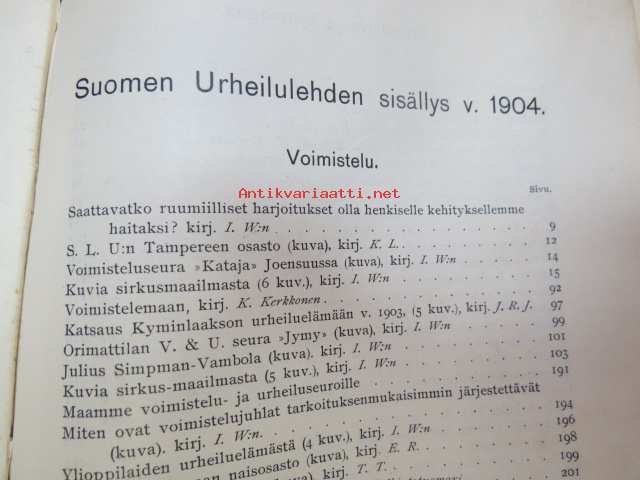 Suomen Urheilulehden sisällys v. 1904.
Voimistelu.
Antikvariaatti.net
Sivu.
Saattavatko ruumiilliset harjoitukset olla henkiselle kehityksellemme
haitaksi? kirj. I. W:n . . . . . . . . . . 9
S. L. U:n Tampereen osasto (kuva), kirj. K. L. . . . . . . 12
Voimisteluseura »Kataja» Joensuussa (kuva), kirj. I. W:n . . . 14
Kuvia sirkusmaailmasta (6 kuv.), kirj. I. W:n . . . . . . 15
Voimistelemaan, kirj. K. Kerkkonen . . . . . . . . . 92
Katsaus Kyminlaakson urheiluelämään v. 1903, (5 kuv.), kirj. J. R. J. 97
Orimattilan V. & U. seura »Jymy» (kuva), kirj. I. W:n . . . 99
Julius Simpman-Vambola (kuva). kirj. I. W:n . . . . . 101
Kuvia sirkus-maailmasta (5 kuv.), kirj. I. W:n . . . . . 103
Maamme voimistelu- ja urheiluseuroille . . . . . . . 191
Miten ovat voimistelujuhlat tarkoituksenmukaisimmin järjestettävät
(kuva). kirj. I. W:n . . . . . . . . . . 194
Ylioppilaiden urheiluelämästä (4 kuv.), kirj. I. W:n . . . . 196
naisosasto (kuva), kirj. E. R. . . . . . 198
kirj. T. T. . . . . . . 199
201